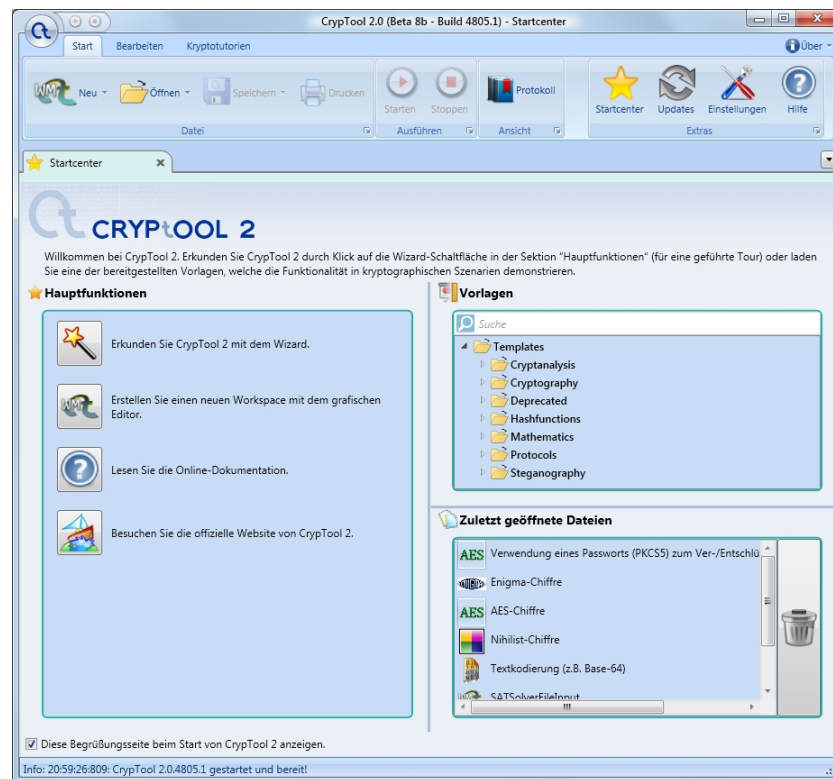 CrypTool 2.0 (Beta 8b - Build 4805.1) - Startcenter
Start Bearbeiten Kryptotutorien Über
Neu Öffnen Speichern Drucken Starten Stoppen Protokoll Startcenter Updates Einstellungen Hilfe
Datei Ausführen Ansicht Extras
Startcenter
CRYPtOOL 2
Willkommen bei CrypTool 2. Erkunden Sie CrypTool 2 durch Klick auf die Wizard-Schaltfläche in der Sektion "Hauptfunktionen" (für eine geführte Tour) oder laden
Sie eine der bereitgestellten Vorlagen, welche die Funktionalität in kryptographischen Szenarien demonstrieren.
Hauptfunktionen
Erkunden Sie CrypTool 2 mit dem Wizard.
Erstellen Sie einen neuen Workspace mit dem grafischen
Editor.
Lesen Sie die Online-Dokumentation.
Besuchen Sie die offizielle Website von CrypTool 2.
Vorlagen
Suche
Templates
Cryptanalysis
Cryptography
Deprecated
Hashfunctions
Mathematics
Protocols
Steganography
Zuletzt geöffnete Dateien
AES Verwendung eines Passworts (PKCS5) zum Ver-/Entschlü
Enigma-Chiffre
AES AES-Chiffre
Nihilist-Chiffre
Textkodierung (z.B. Base-64)
SATSolverFileInput
Diese Begrüßungsseite beim Start von CrypTool 2 anzeigen.
Info: 20:59:26:809: CrypTool 2.0.4805.1 gestartet und bereit!